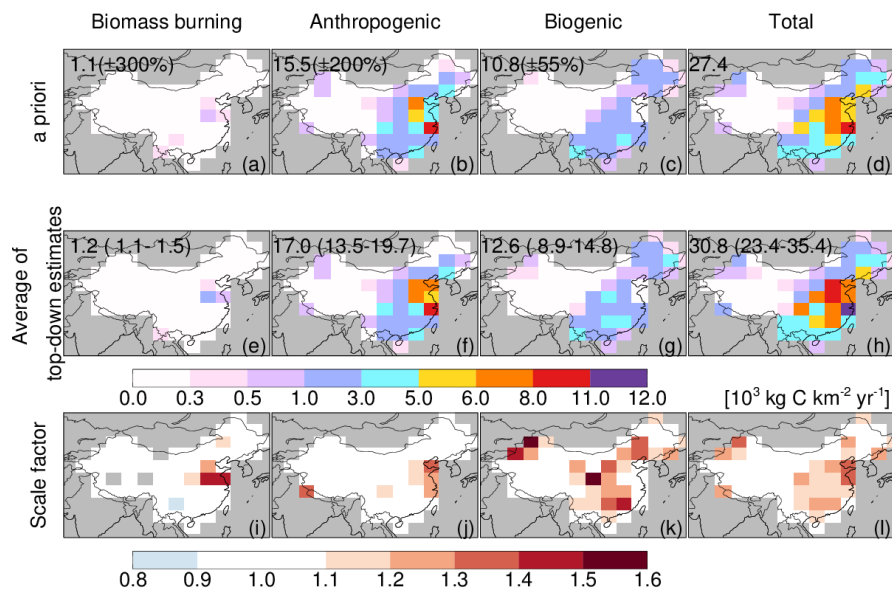 Biomass burning Anthropogenic Biogenic Total
a priori
1.1(±300%) 15.5(±200%) 10.8(±55%) 27.4
(a) (b) (c) (d)
Average of
top-down estimates
1.2 ( 1.1- 1.5) 17.0 (13.5-19.7) 12.6 ( 8.9-14.8) 30.8 (23.4-35.4)
(e) (f) (g) (h)
0.0 0.3 0.5 1.0 3.0 5.0 6.0 8.0 11.0 12.0 [10³ kg C km⁻² yr⁻¹]
Scale factor
(i) (j) (k) (l)
0.8 0.9 1.0 1.1 1.2 1.3 1.4 1.5 1.6